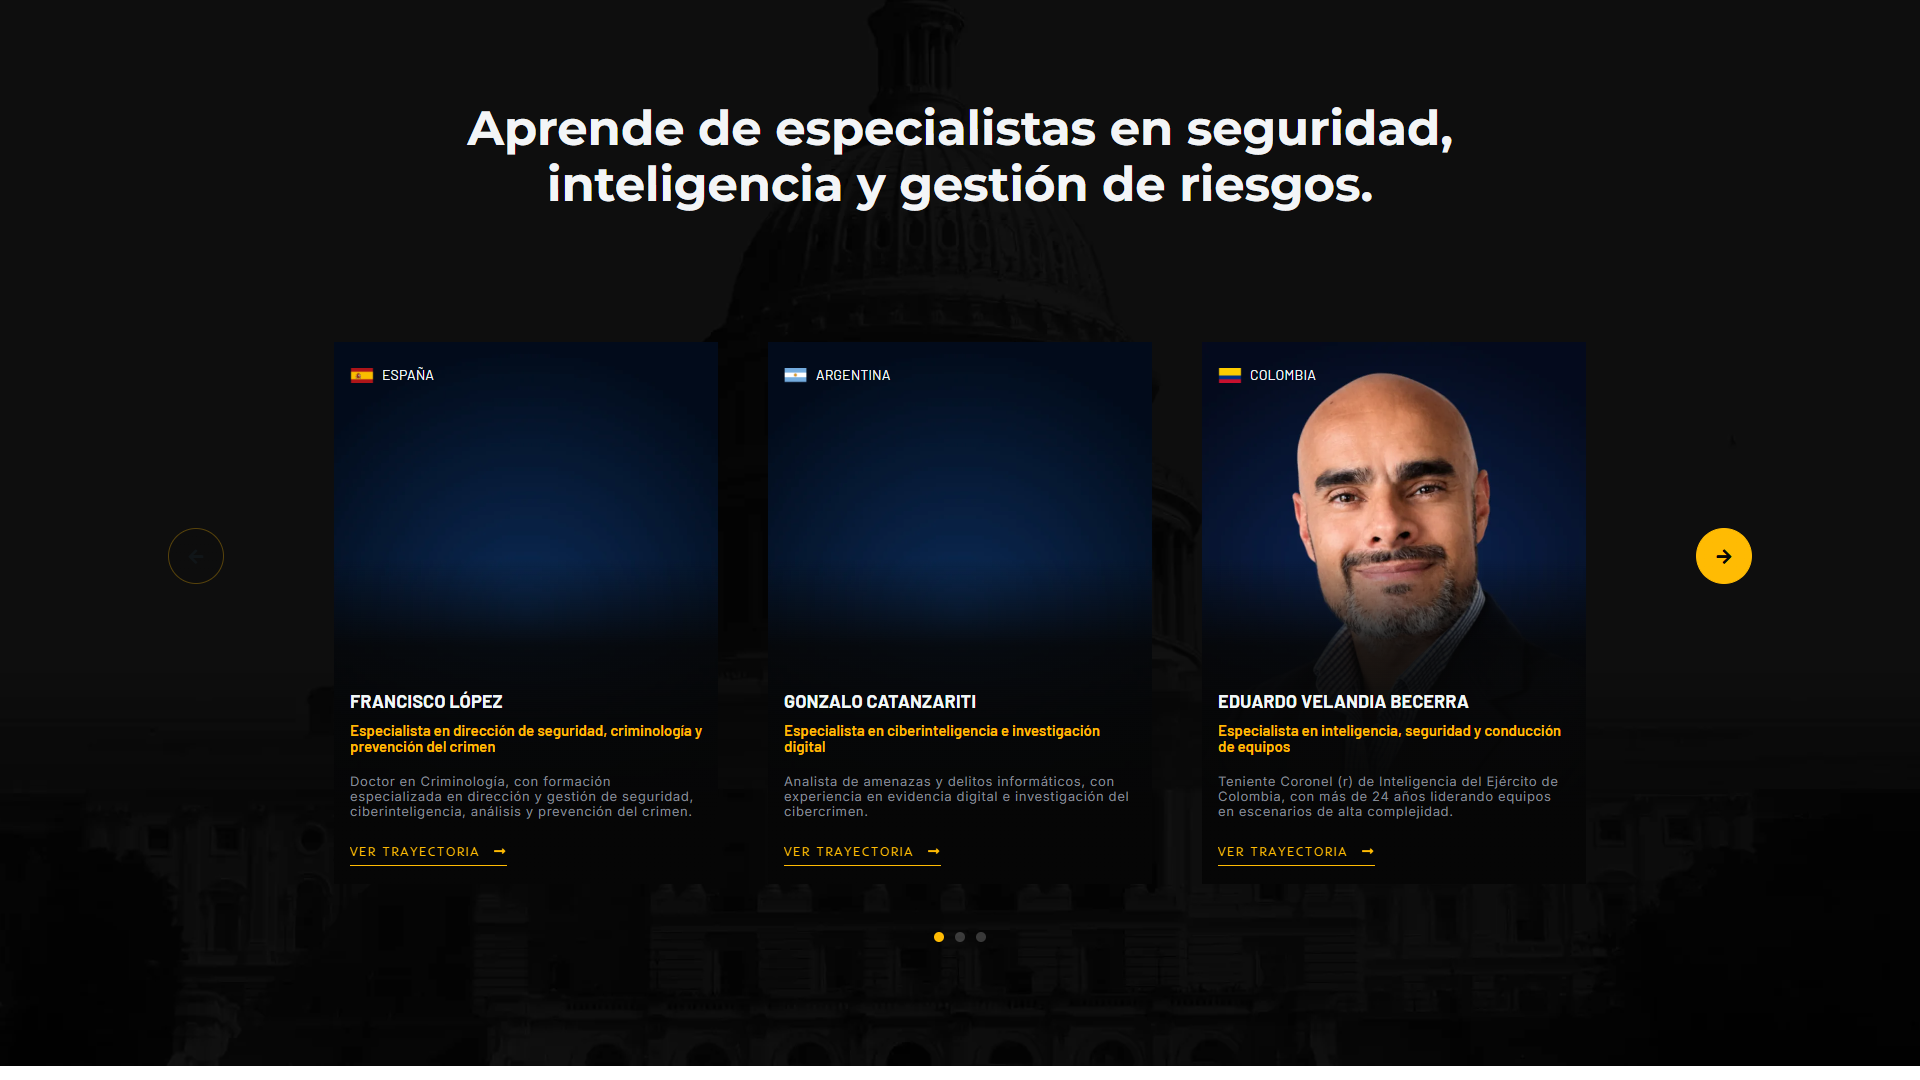 Aprende de especialistas en seguridad,
inteligencia y gestión de riesgos.
ESPAÑA
FRANCISCO LÓPEZ
Especialista en dirección de seguridad, criminología y
prevención del crimen
Doctor en Criminología, con formación
especializada en dirección y gestión de seguridad,
ciberinteligencia, análisis y prevención del crimen.
VER TRAYECTORIA
ARGENTINA
GONZALO CATANZARITI
Especialista en ciberinteligencia e investigación
digital
Analista de amenazas y delitos informáticos, con
experiencia en evidencia digital e investigación del
cibercrimen.
VER TRAYECTORIA
COLOMBIA
EDUARDO VELANDIA BECERRA
Especialista en inteligencia, seguridad y conducción
de equipos
Teniente Coronel (r) de Inteligencia del Ejército de
Colombia, con más de 24 años liderando equipos
en escenarios de alta complejidad.
VER TRAYECTORIA